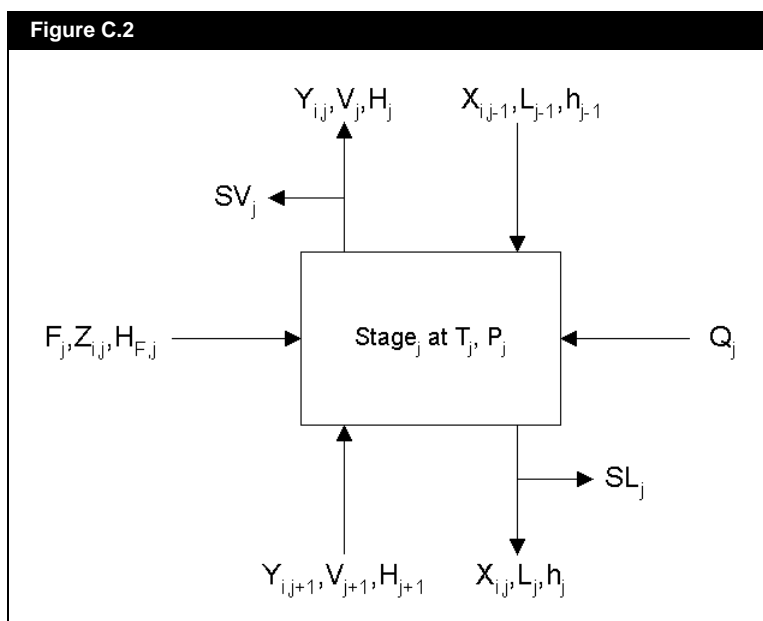 Figure C.2
Y_{i,j},V_j,H_j
X_{i,j-1},L_{j-1},h_{j-1}
SV_j
F_j,Z_{i,j},H_{F,j}
Stage_j at T_j, P_j
Q_j
SL_j
Y_{i,j+1},V_{j+1},H_{j+1}
X_{i,j},L_j,h_j